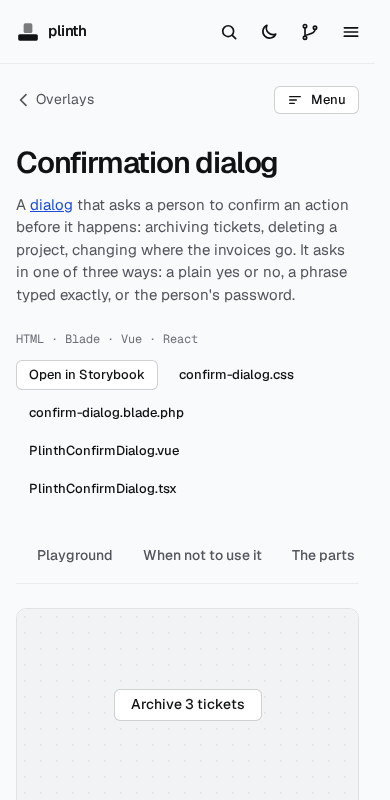 plinth
Overlays
Menu
Confirmation dialog
A dialog that asks a person to confirm an action
before it happens: archiving tickets, deleting a
project, changing where the invoices go. It asks
in one of three ways: a plain yes or no, a phrase
typed exactly, or the person's password.
HTML · Blade · Vue · React
Open in Storybook confirm-dialog.css
confirm-dialog.blade.php
PlinthConfirmDialog.vue
PlinthConfirmDialog.tsx
Playground When not to use it The parts
Archive 3 tickets